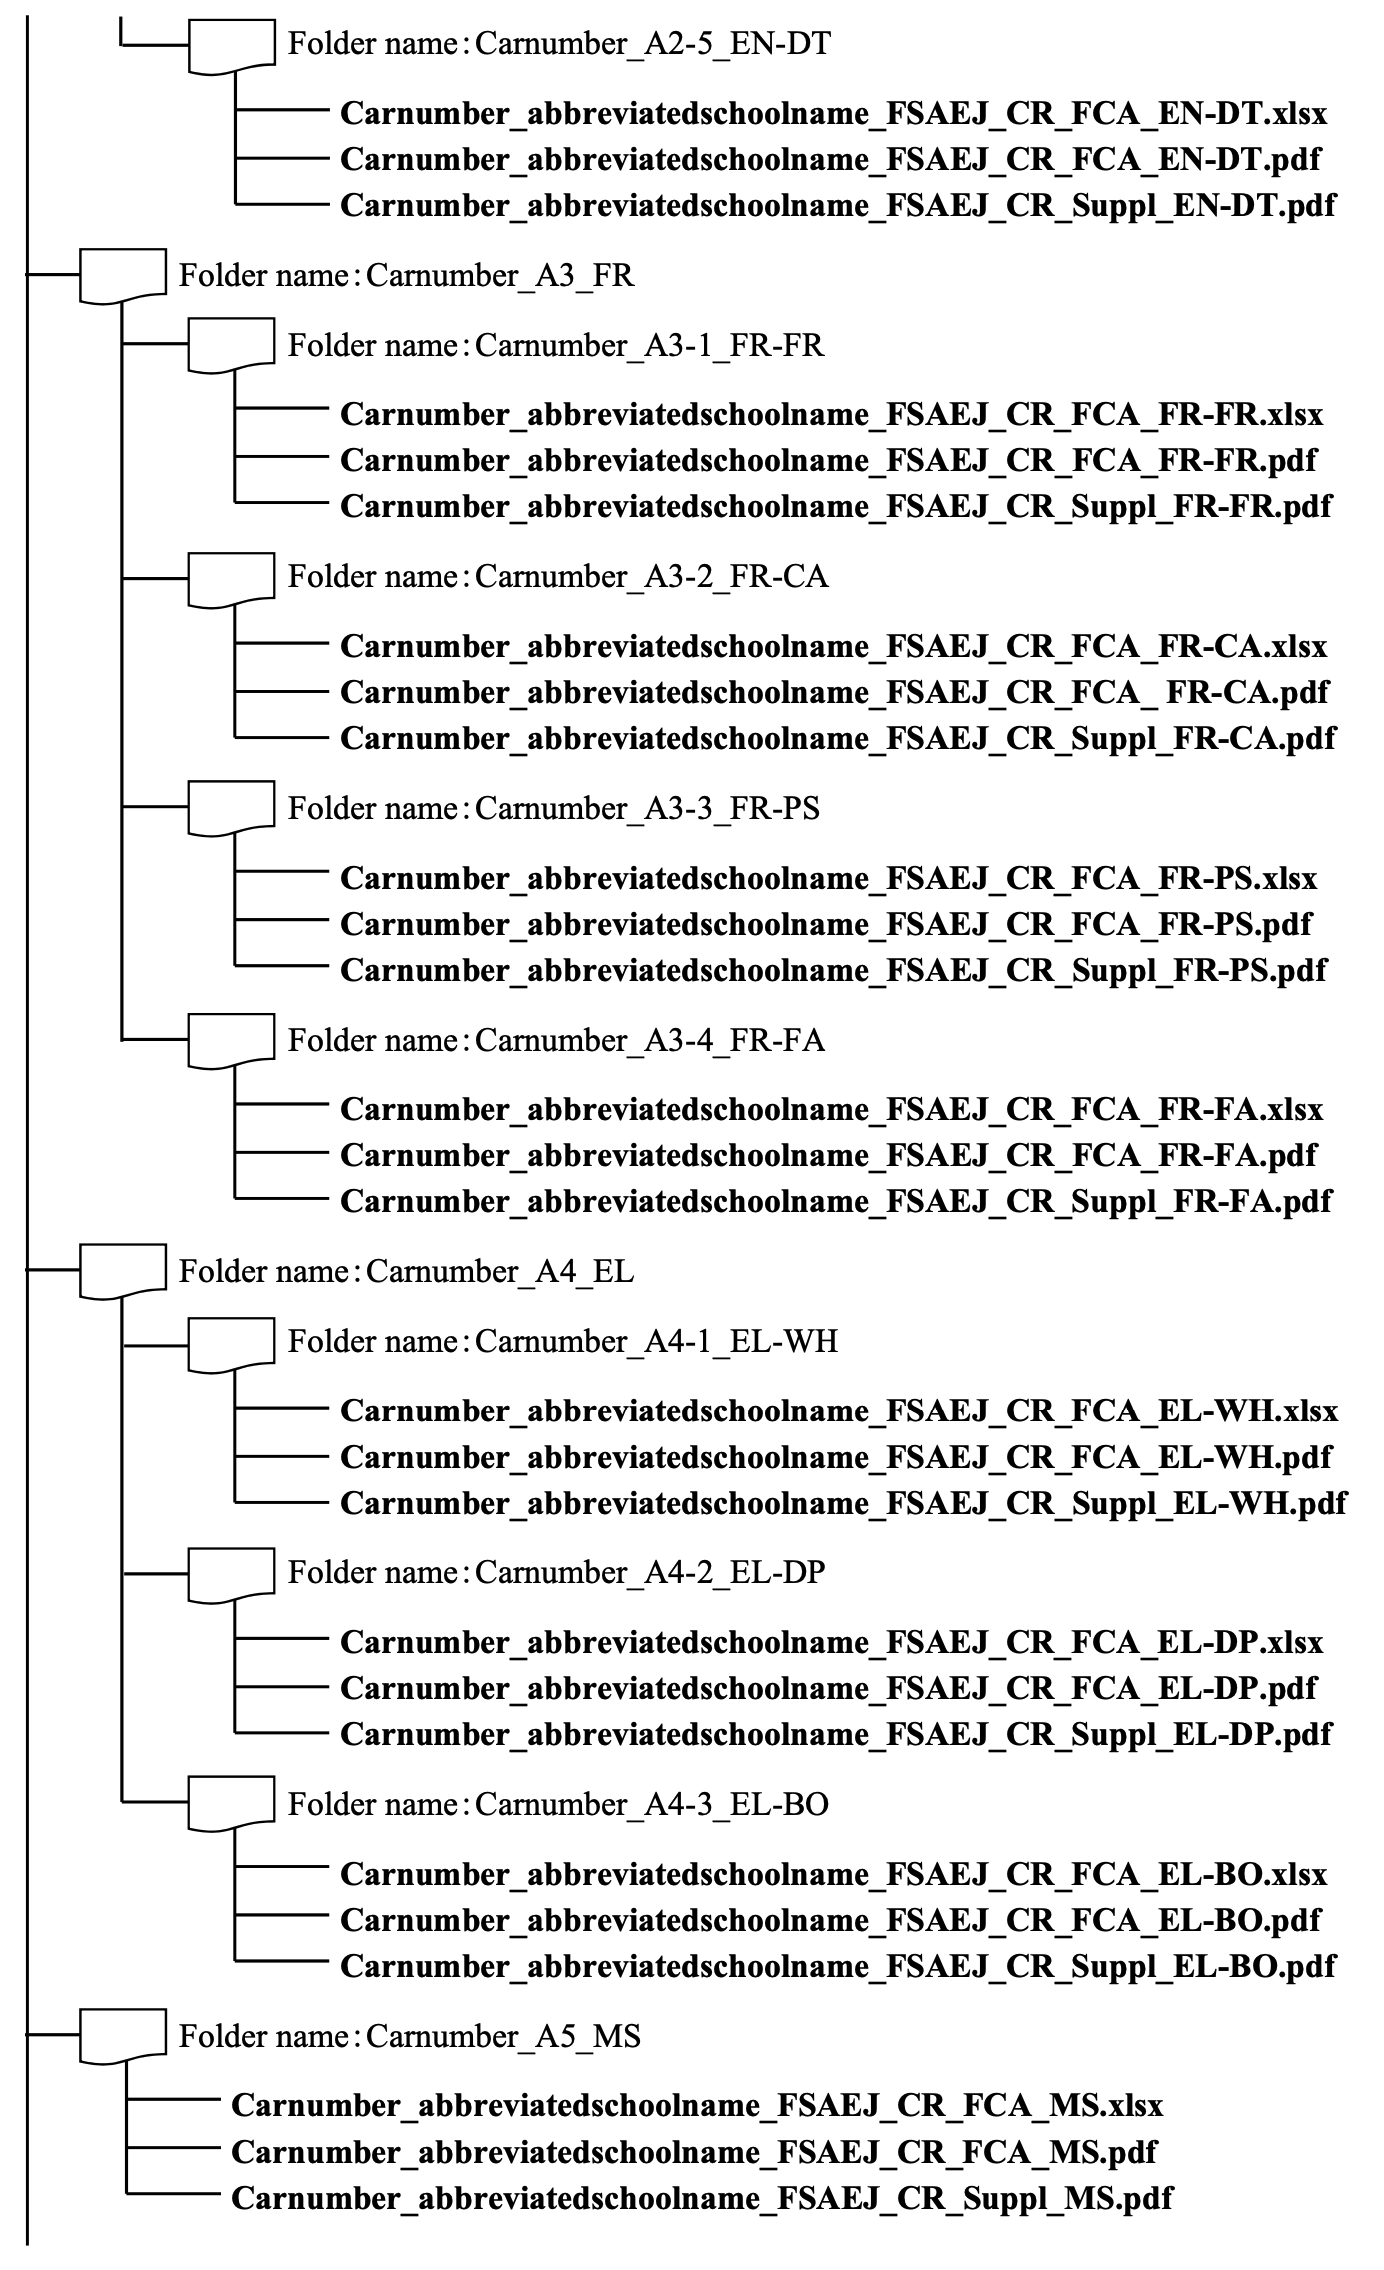 Folder name:Carnumber_A2-5_EN-DT
Carnumber_abbreviatedschoolname_FSAEJ_CR_FCA_EN-DT.xlsx
Carnumber_abbreviatedschoolname_FSAEJ_CR_FCA_EN-DT.pdf
Carnumber_abbreviatedschoolname_FSAEJ_CR_Suppl_EN-DT.pdf
Folder name:Carnumber_A3_FR
Folder name:Carnumber_A3-1_FR-FR
Carnumber_abbreviatedschoolname_FSAEJ_CR_FCA_FR-FR.xlsx
Carnumber_abbreviatedschoolname_FSAEJ_CR_FCA_FR-FR.pdf
Carnumber_abbreviatedschoolname_FSAEJ_CR_Suppl_FR-FR.pdf
Folder name:Carnumber_A3-2_FR-CA
Carnumber_abbreviatedschoolname_FSAEJ_CR_FCA_FR-CA.xlsx
Carnumber_abbreviatedschoolname_FSAEJ_CR_FCA_ FR-CA.pdf
Carnumber_abbreviatedschoolname_FSAEJ_CR_Suppl_FR-CA.pdf
Folder name:Carnumber_A3-3_FR-PS
Carnumber_abbreviatedschoolname_FSAEJ_CR_FCA_FR-PS.xlsx
Carnumber_abbreviatedschoolname_FSAEJ_CR_FCA_FR-PS.pdf
Carnumber_abbreviatedschoolname_FSAEJ_CR_Suppl_FR-PS.pdf
Folder name:Carnumber_A3-4_FR-FA
Carnumber_abbreviatedschoolname_FSAEJ_CR_FCA_FR-FA.xlsx
Carnumber_abbreviatedschoolname_FSAEJ_CR_FCA_FR-FA.pdf
Carnumber_abbreviatedschoolname_FSAEJ_CR_Suppl_FR-FA.pdf
Folder name:Carnumber_A4_EL
Folder name:Carnumber_A4-1_EL-WH
Carnumber_abbreviatedschoolname_FSAEJ_CR_FCA_EL-WH.xlsx
Carnumber_abbreviatedschoolname_FSAEJ_CR_FCA_EL-WH.pdf
Carnumber_abbreviatedschoolname_FSAEJ_CR_Suppl_EL-WH.pdf
Folder name:Carnumber_A4-2_EL-DP
Carnumber_abbreviatedschoolname_FSAEJ_CR_FCA_EL-DP.xlsx
Carnumber_abbreviatedschoolname_FSAEJ_CR_FCA_EL-DP.pdf
Carnumber_abbreviatedschoolname_FSAEJ_CR_Suppl_EL-DP.pdf
Folder name:Carnumber_A4-3_EL-BO
Carnumber_abbreviatedschoolname_FSAEJ_CR_FCA_EL-BO.xlsx
Carnumber_abbreviatedschoolname_FSAEJ_CR_FCA_EL-BO.pdf
Carnumber_abbreviatedschoolname_FSAEJ_CR_Suppl_EL-BO.pdf
Folder name:Carnumber_A5_MS
Carnumber_abbreviatedschoolname_FSAEJ_CR_FCA_MS.xlsx
Carnumber_abbreviatedschoolname_FSAEJ_CR_FCA_MS.pdf
Carnumber_abbreviatedschoolname_FSAEJ_CR_Suppl_MS.pdf